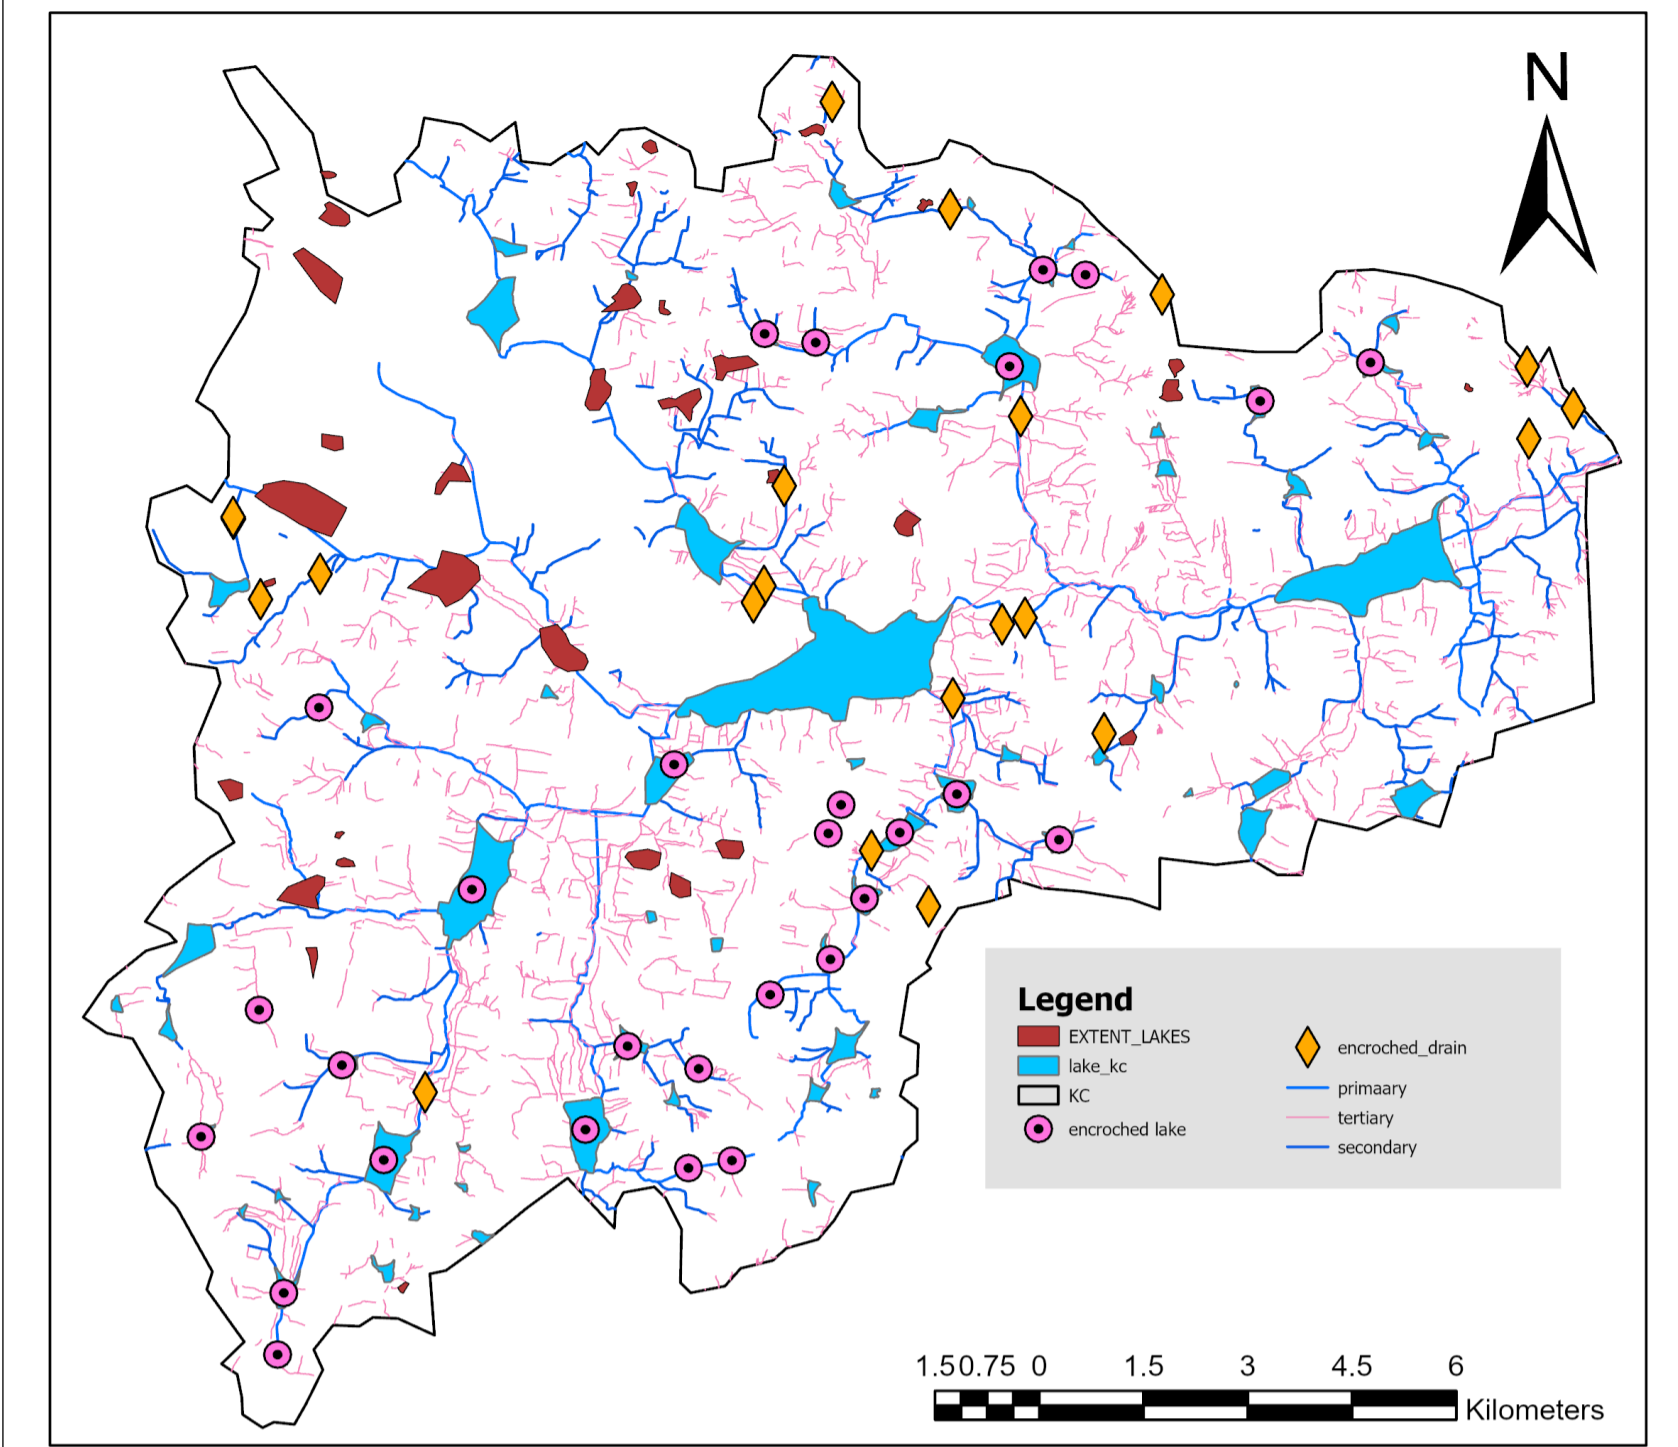 N
Legend
EXTENT_LAKES
lake_kc
KC
encroched lake
encroched_drain
primaary
tertiary
secondary
1.5 0.75 0 1.5 3 4.5 6
Kilometers